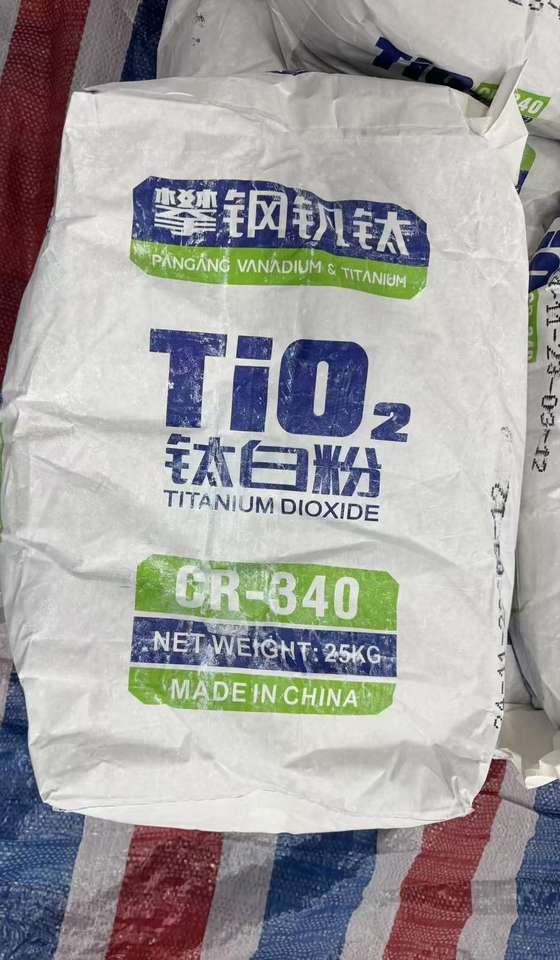 攀钢钒钛
PANGANG VANADIUM & TITANIUM
TiO2
钛白粉
TITANIUM DIOXIDE
CR-340
NET WEIGHT: 25KG
MADE IN CHINA
TiO2